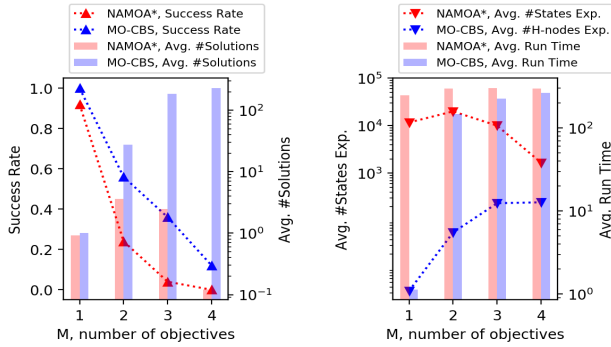 NAMOA*, Success Rate
MO-CBS, Success Rate
NAMOA*, Avg. #Solutions
MO-CBS, Avg. #Solutions
1.0
0.8
0.6
0.4
0.2
0.0
Success Rate
10²
10¹
10⁰
10⁻¹
Avg. #Solutions
1 2 3 4
M, number of objectives
NAMOA*, Avg. #States Exp.
MO-CBS, Avg. #H-nodes Exp.
NAMOA*, Avg. Run Time
MO-CBS, Avg. Run Time
10⁵
10⁴
10³
Avg. #States Exp.
10²
10¹
10⁰
Avg. Run Time
1 2 3 4
M, number of objectives